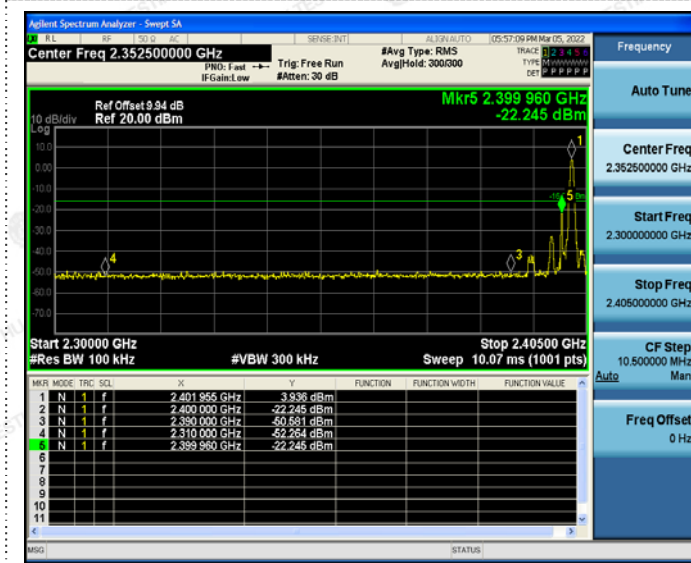 Agilent Spectrum Analyzer - Swept SA
RL RF 50 Ω AC SENSE:INT ALIGN AUTO 05:57:09 PM Mar 05, 2022
Center Freq 2.352500000 GHz
PNO: Fast
IFGain:Low
Trig: Free Run
#Atten: 30 dB
#Avg Type: RMS
Avg|Hold: 300/300
TRACE 1 2 3 4 5 6
TYPE M
DET P P P P P P
Ref Offset 9.94 dB
10 dB/div Ref 20.00 dBm
Log
Mkr5 2.399 960 GHz
-22.245 dBm
10.0
0.00
-10.0
-20.0
-30.0
-40.0
-50.0
-60.0
-70.0
1
5
4
3
Start 2.30000 GHz Stop 2.40500 GHz
#Res BW 100 kHz #VBW 300 kHz Sweep 10.07 ms (1001 pts)
MKR MODE TRC SCL X Y FUNCTION FUNCTION WIDTH FUNCTION VALUE
1 N 1 f 2.401 955 GHz 3.936 dBm
2 N 1 f 2.400 000 GHz -22.245 dBm
3 N 1 f 2.390 000 GHz -50.581 dBm
4 N 1 f 2.310 000 GHz -52.264 dBm
5 N 1 f 2.399 960 GHz -22.245 dBm
6
7
8
9
10
11
MSG STATUS
Frequency
Auto Tune
Center Freq
2.352500000 GHz
Start Freq
2.300000000 GHz
Stop Freq
2.405000000 GHz
CF Step
10.500000 MHz
Auto Man
Freq Offset
0 Hz